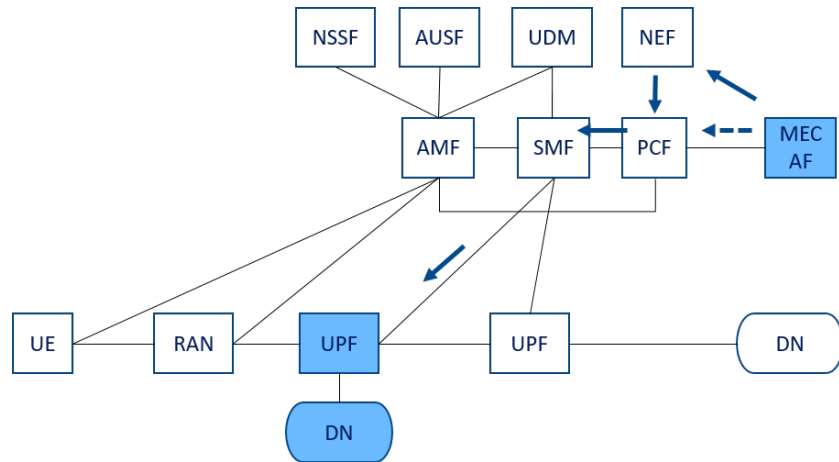 NSSF
AUSF
UDM
NEF
AMF
SMF
PCF
MEC
AF
UE
RAN
UPF
UPF
DN
DN